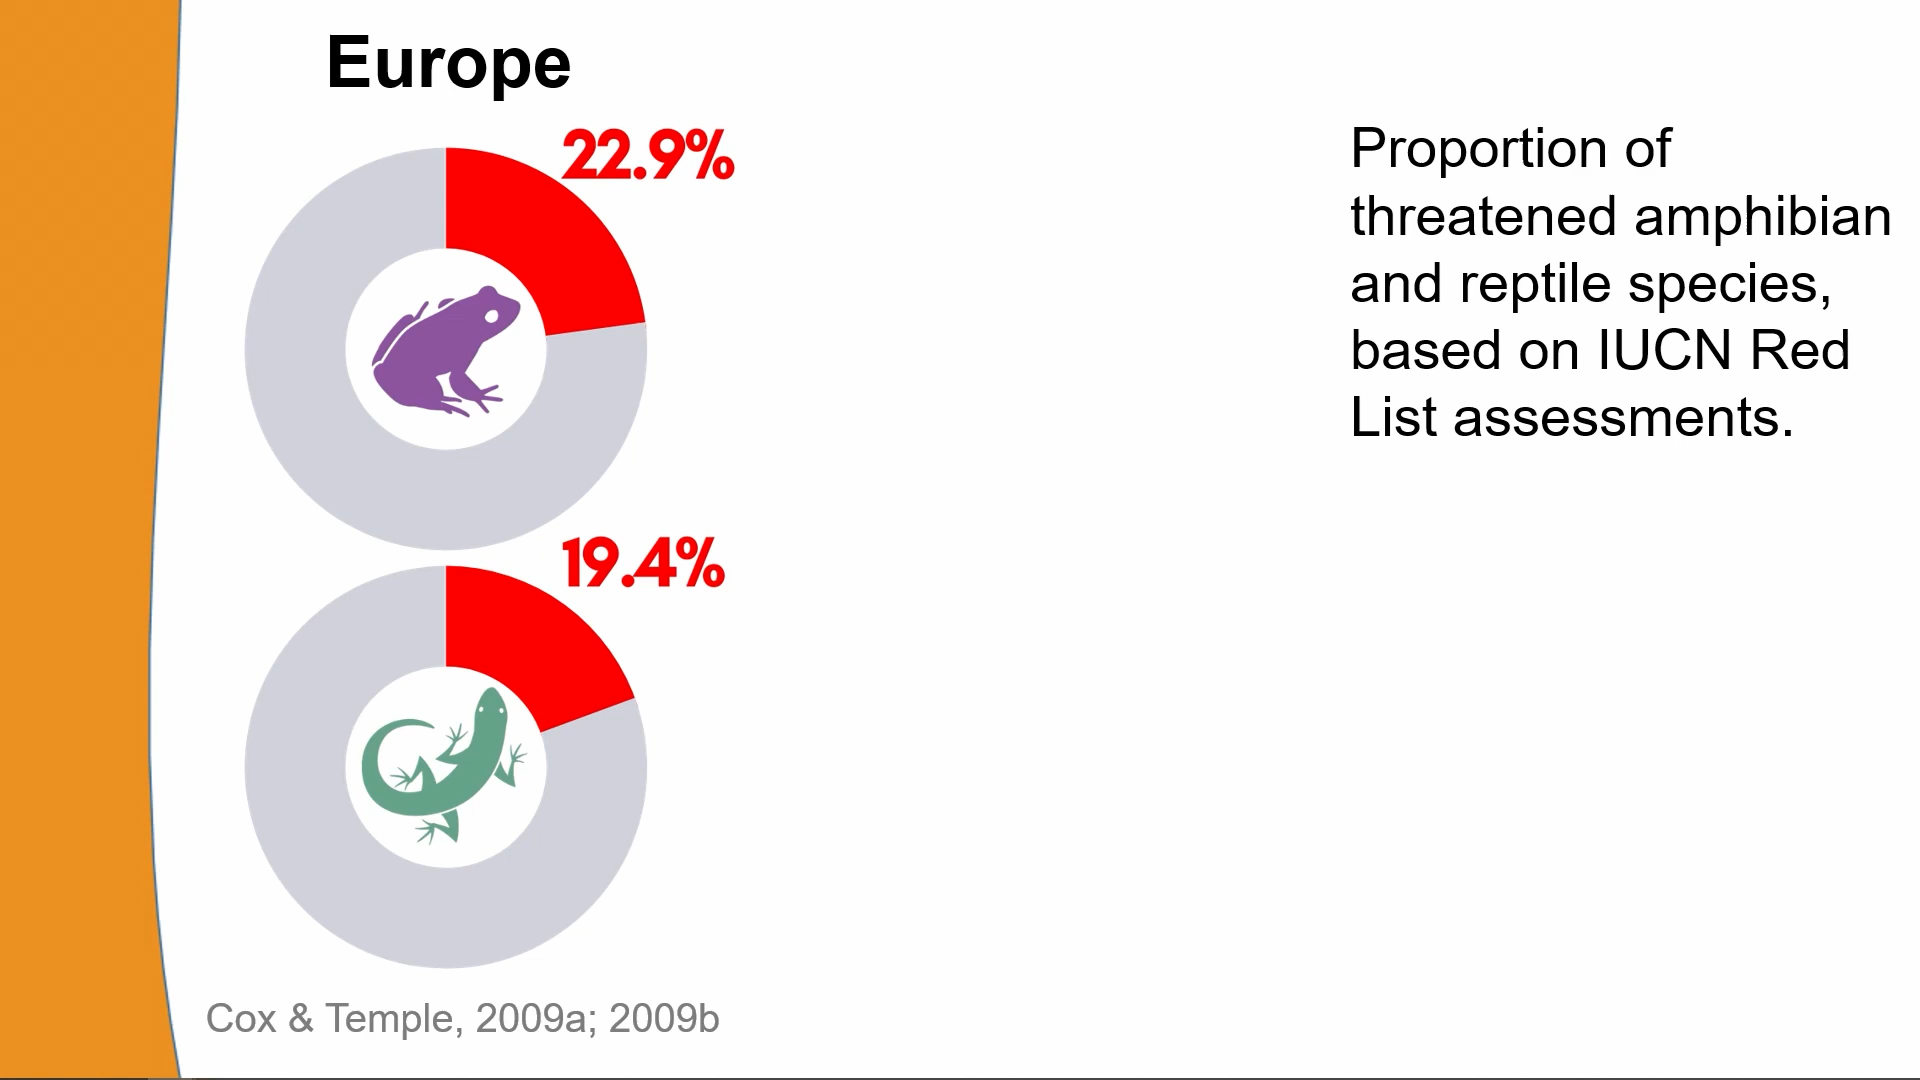 Europe
22.9%
19.4%
Cox & Temple, 2009a; 2009b
Proportion of
threatened amphibian
and reptile species,
based on IUCN Red
List assessments.